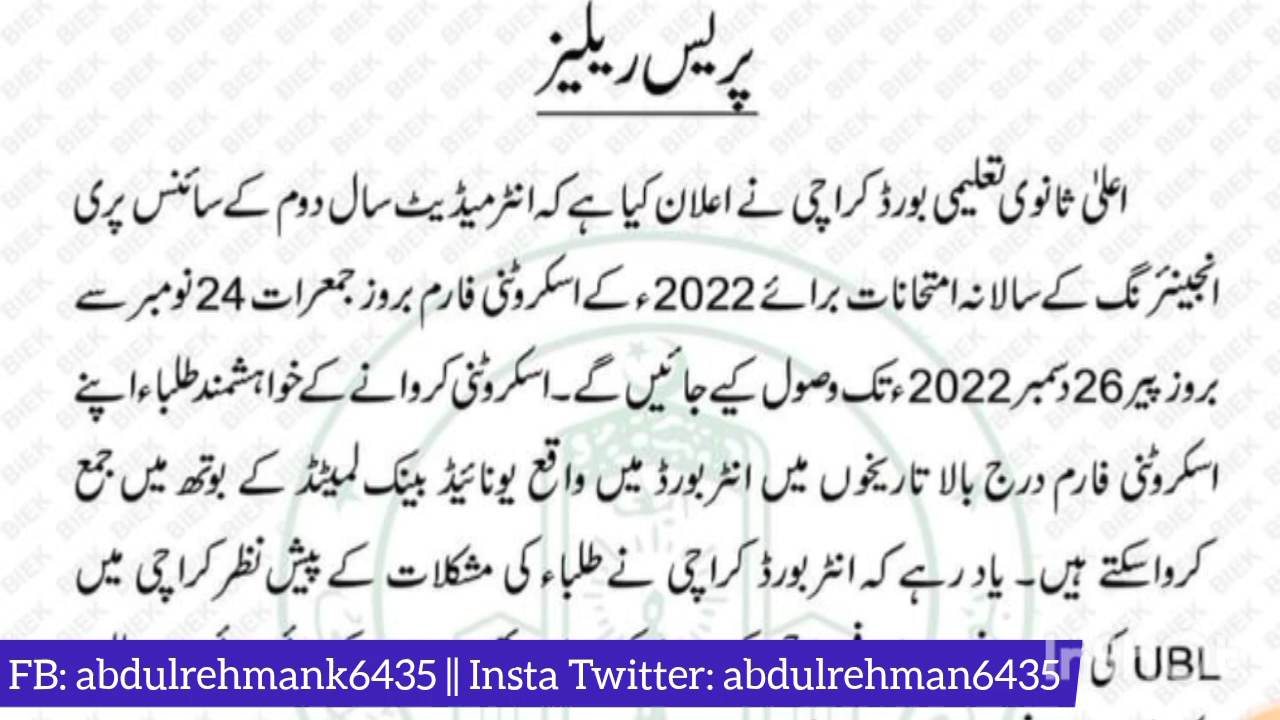 پریس ریلیز
اعلیٰ ثانوی تعلیمی بورڈ کراچی نے اعلان کیا ہے کہ انٹرمیڈیٹ سال دوم کے سائنس پری
انجینئرنگ کے سالانہ امتحانات برائے 2022ء کے اسکروٹنی فارم بروز جمعرات 24 نومبر سے
بروز پیر 26 دسمبر 2022ء تک وصول کیے جائیں گے۔ اسکروٹنی کروانے کے خواہشمند طلباء اپنے
اسکروٹنی فارم درج بالا تاریخوں میں انٹر بورڈ میں واقع یونائیڈ بینک لمیٹڈ کے بوتھ میں جمع
کرواسکتے ہیں۔ یاد رہے کہ انٹر بورڈ کراچی نے طلباء کی مشکلات کے پیش نظر کراچی میں
UBL کی
FB: abdulrehmank6435 || Insta Twitter: abdulrehman6435